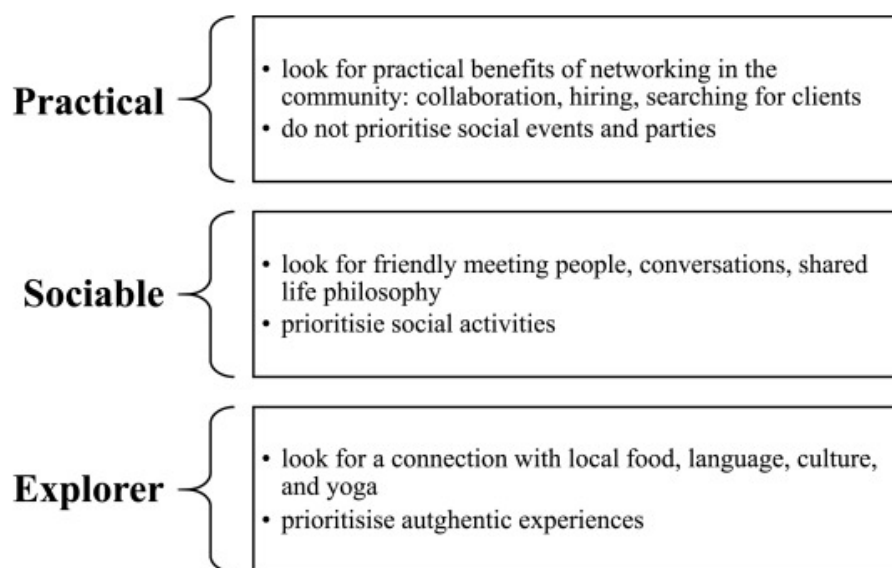 Practical
• look for practical benefits of networking in the
community: collaboration, hiring, searching for clients
• do not prioritise social events and parties
Sociable
• look for friendly meeting people, conversations, shared
life philosophy
• prioritisie social activities
Explorer
• look for a connection with local food, language, culture,
and yoga
• prioritisise autghentic experiences